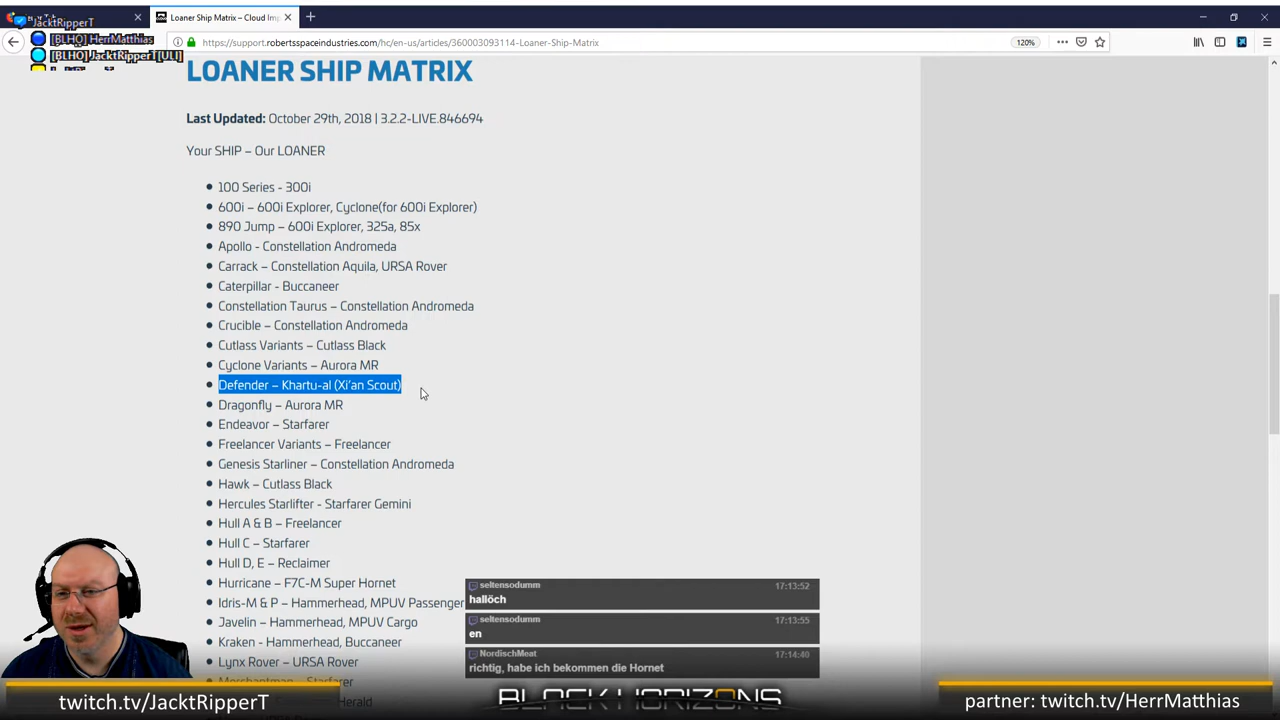 JacktRipperT
[BLHO] HerrMatthias
[BLHO] JacktRipperT[ULI]
Loaner Ship Matrix – Cloud Im
https://support.robertsspaceindustries.com/hc/en-us/articles/360003093114-Loaner-Ship-Matrix
120%
LOANER SHIP MATRIX
Last Updated: October 29th, 2018 | 3.2.2-LIVE.846694
Your SHIP – Our LOANER
100 Series - 300i
600i – 600i Explorer, Cyclone(for 600i Explorer)
890 Jump – 600i Explorer, 325a, 85x
Apollo - Constellation Andromeda
Carrack – Constellation Aquila, URSA Rover
Caterpillar - Buccaneer
Constellation Taurus – Constellation Andromeda
Crucible – Constellation Andromeda
Cutlass Variants – Cutlass Black
Cyclone Variants – Aurora MR
Defender – Khartu-al (Xi'an Scout)
Dragonfly – Aurora MR
Endeavor – Starfarer
Freelancer Variants – Freelancer
Genesis Starliner – Constellation Andromeda
Hawk – Cutlass Black
Hercules Starlifter - Starfarer Gemini
Hull A & B – Freelancer
Hull C – Starfarer
Hull D, E – Reclaimer
Hurricane – F7C-M Super Hornet
Idris-M & P – Hammerhead, MPUV Passenger
Javelin – Hammerhead, MPUV Cargo
Kraken - Hammerhead, Buccaneer
Lynx Rover – URSA Rover
Merchantman – Starfarer
Herald
seltensodumm 17:13:52
hallöch
seltensodumm 17:13:55
en
NordischMeat 17:14:40
richtig, habe ich bekommen die Hornet
BLACK HORIZONS
twitch.tv/JacktRipperT
partner: twitch.tv/HerrMatthias